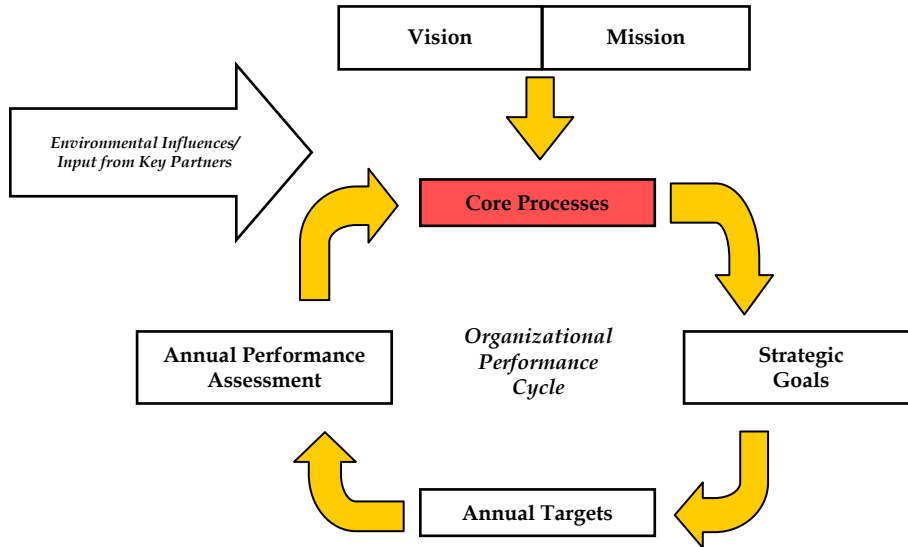 Vision
Mission
Environmental Influences/
Input from Key Partners
Core Processes
Annual Performance
Assessment
Organizational
Performance
Cycle
Strategic
Goals
Annual Targets